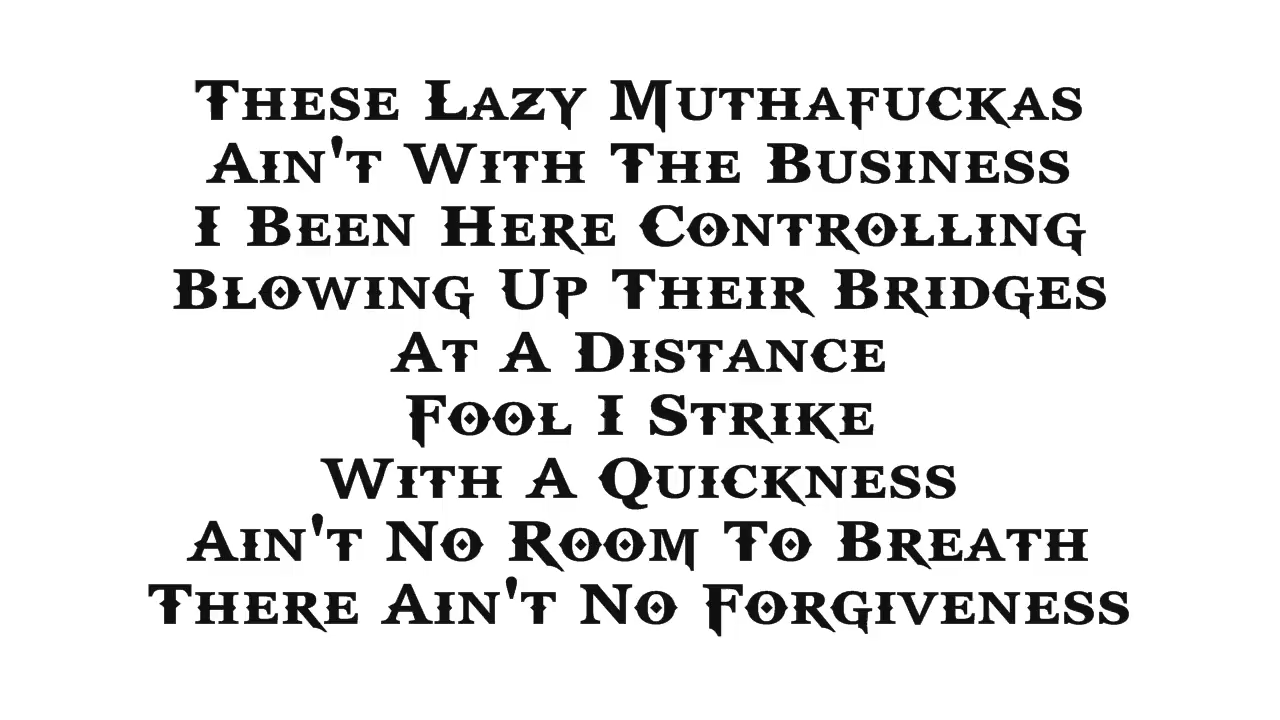 These Lazy Muthafuckas
Ain't With The Business
I Been Here Controlling
Blowing Up Their Bridges
At A Distance
Fool I Strike
With A Quickness
Ain't No Room To Breath
There Ain't No Forgiveness